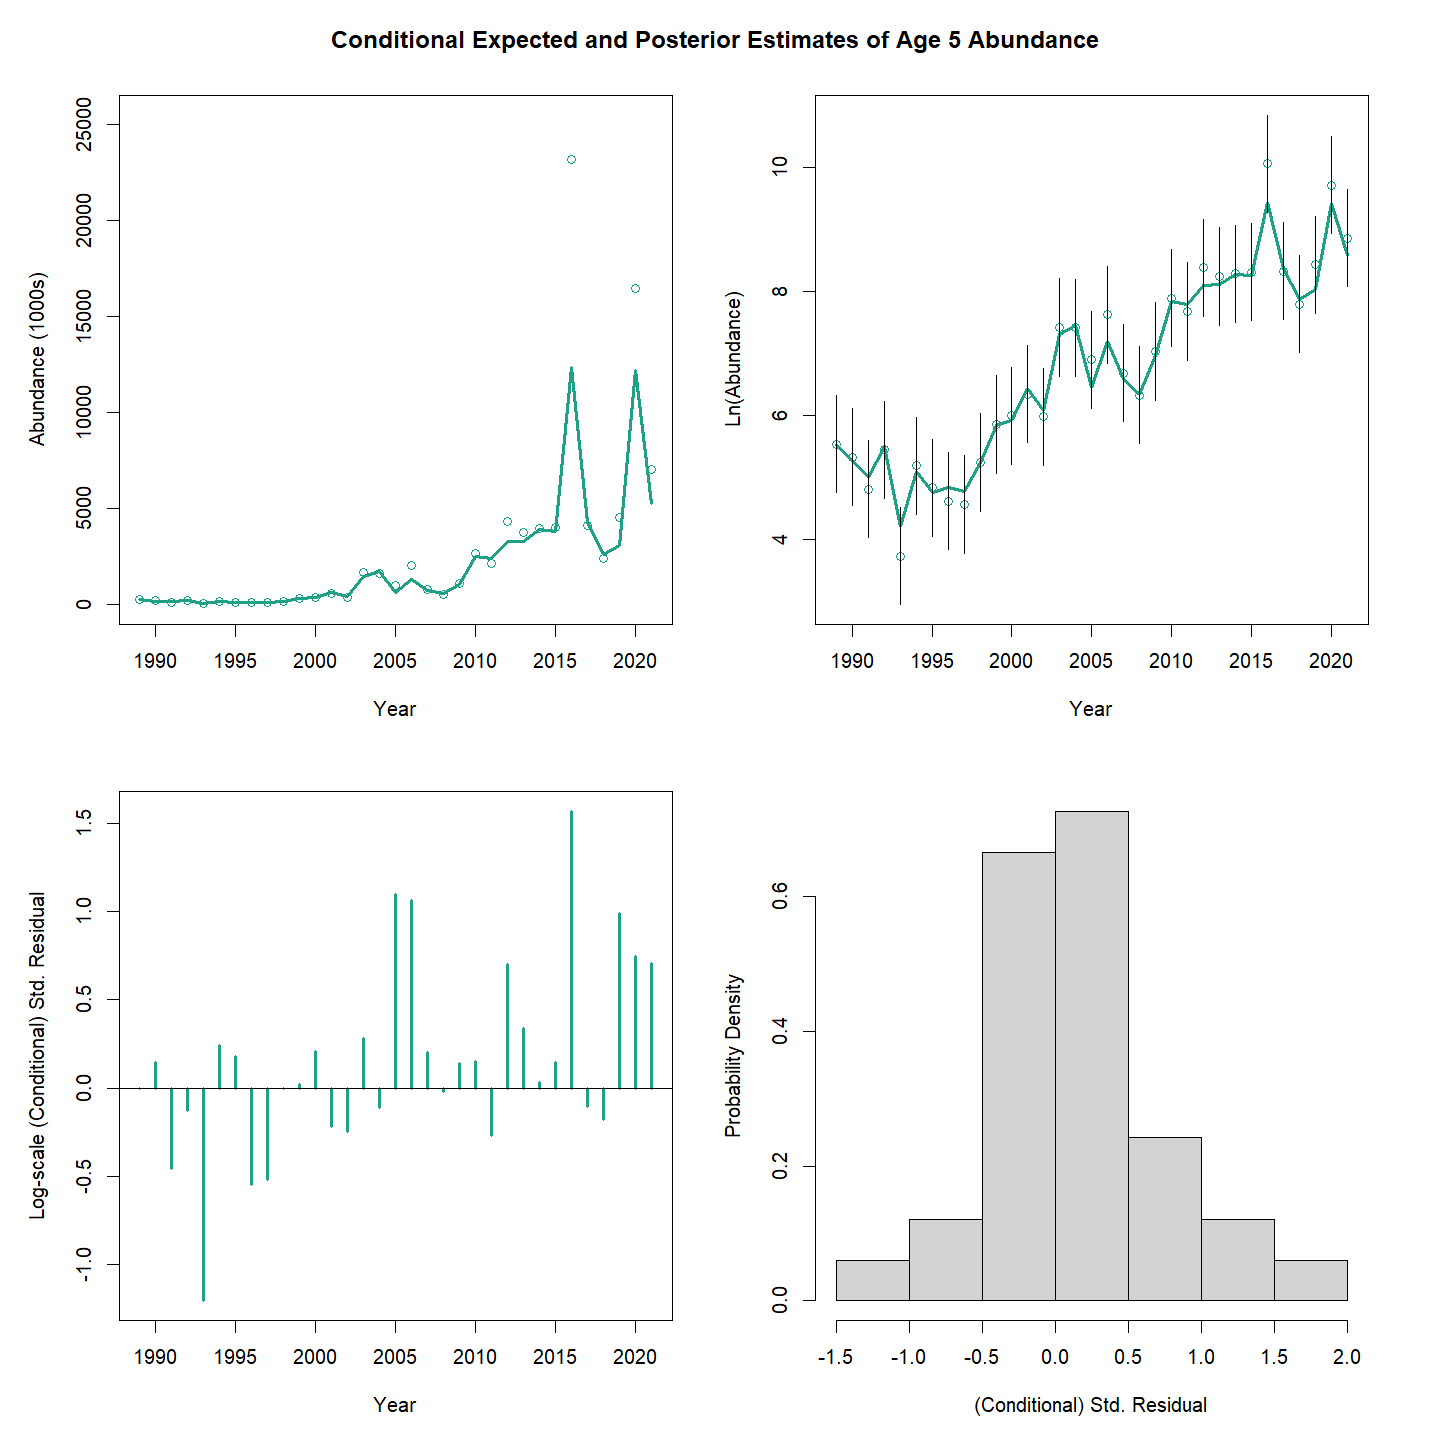 Conditional Expected and Posterior Estimates of Age 5 Abundance
Abundance (1000s)
0
5000
10000
15000
20000
25000
1990 1995 2000 2005 2010 2015 2020
Year
Ln(Abundance)
4
6
8
10
1990 1995 2000 2005 2010 2015 2020
Year
Log-scale (Conditional) Std. Residual
-1.0
-0.5
0.0
0.5
1.0
1.5
1990 1995 2000 2005 2010 2015 2020
Year
Probability Density
0.0
0.2
0.4
0.6
-1.5 -1.0 -0.5 0.0 0.5 1.0 1.5 2.0
(Conditional) Std. Residual